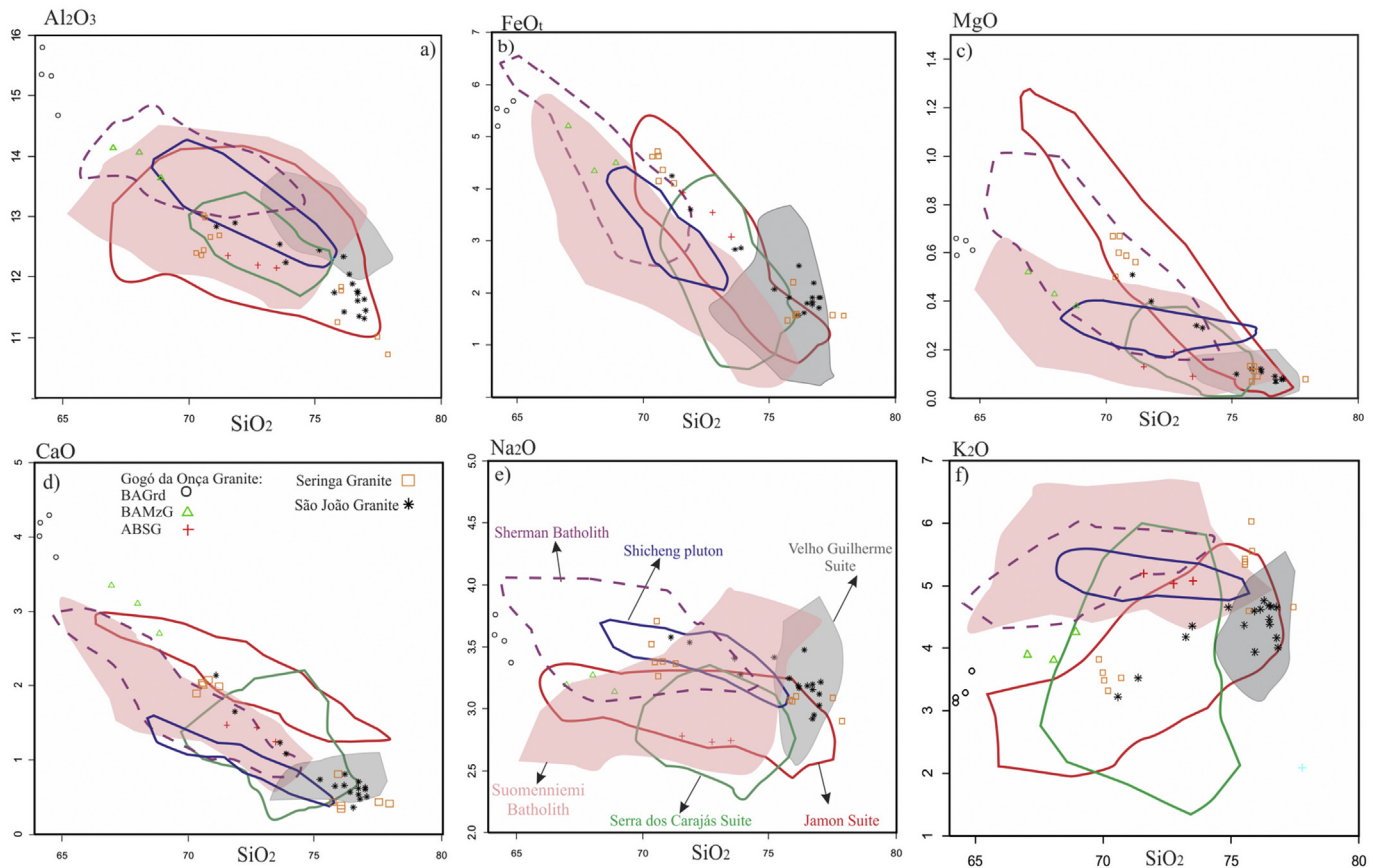 Al₂O₃
a)
16
15
14
13
12
11
65
70
75
80
SiO₂
FeOt
b)
7
6
5
4
3
2
1
65
70
75
80
SiO₂
MgO
c)
1.4
1.2
1.0
0.8
0.6
0.4
0.2
0.0
65
70
75
80
SiO₂
CaO
d)
5
4
3
2
1
0
Gogó da Onça Granite:
BAGrd
BAMzG
ABSG
Seringa Granite
São João Granite
65
70
75
80
SiO₂
Na₂O
e)
5.0
4.5
4.0
3.5
3.0
2.5
2.0
Sherman Batholith
Shicheng pluton
Velho Guilherme
Suite
Suomenniemi
Batholith
Serra dos Carajás Suite
Jamon Suite
65
70
75
80
SiO₂
K₂O
f)
7
6
5
4
3
2
1
65
70
75
80
SiO₂